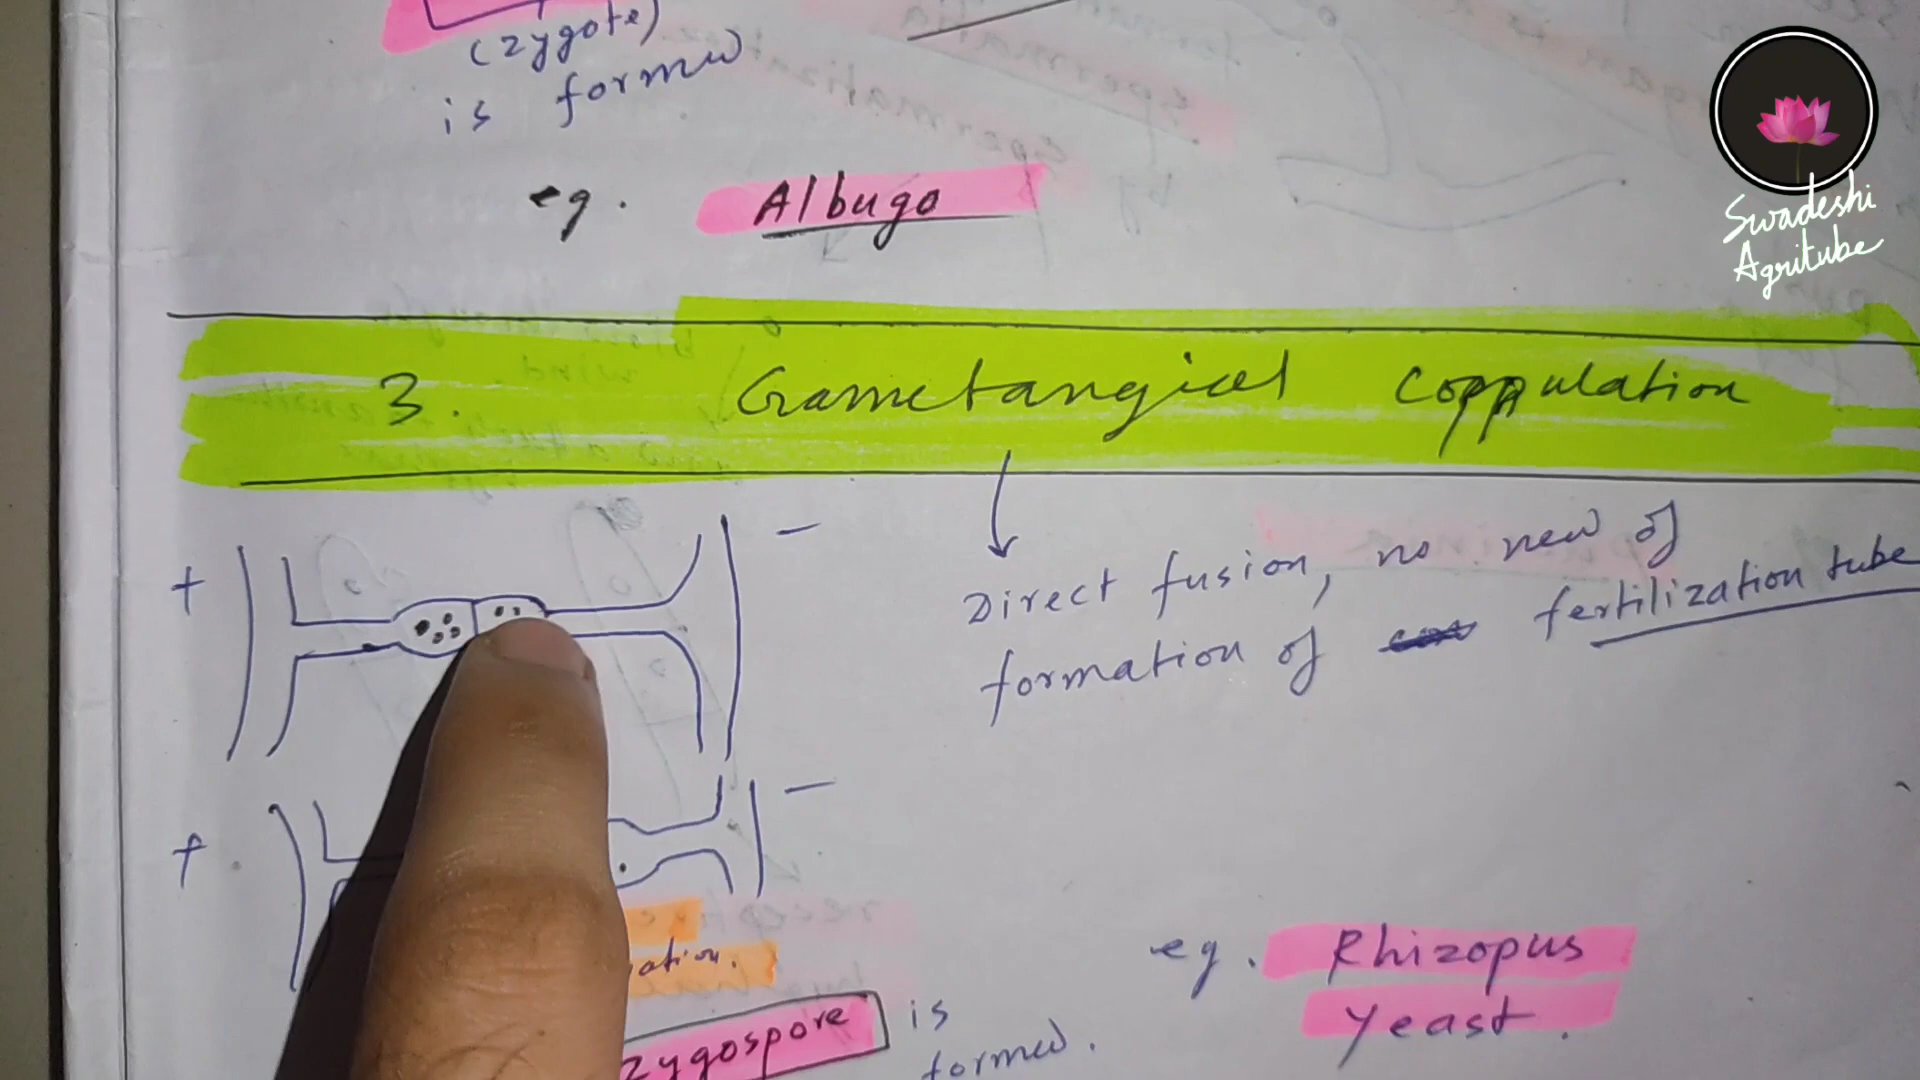 (zygote)
is formed
eg. Albugo
Swadeshi
Agritube
3. Gametangical Coppulation
+ −
Direct fusion, no new of
formation of fertilization tube
+ −
ation.
zygospore is
formed.
eg. Rhizopus
Yeast.